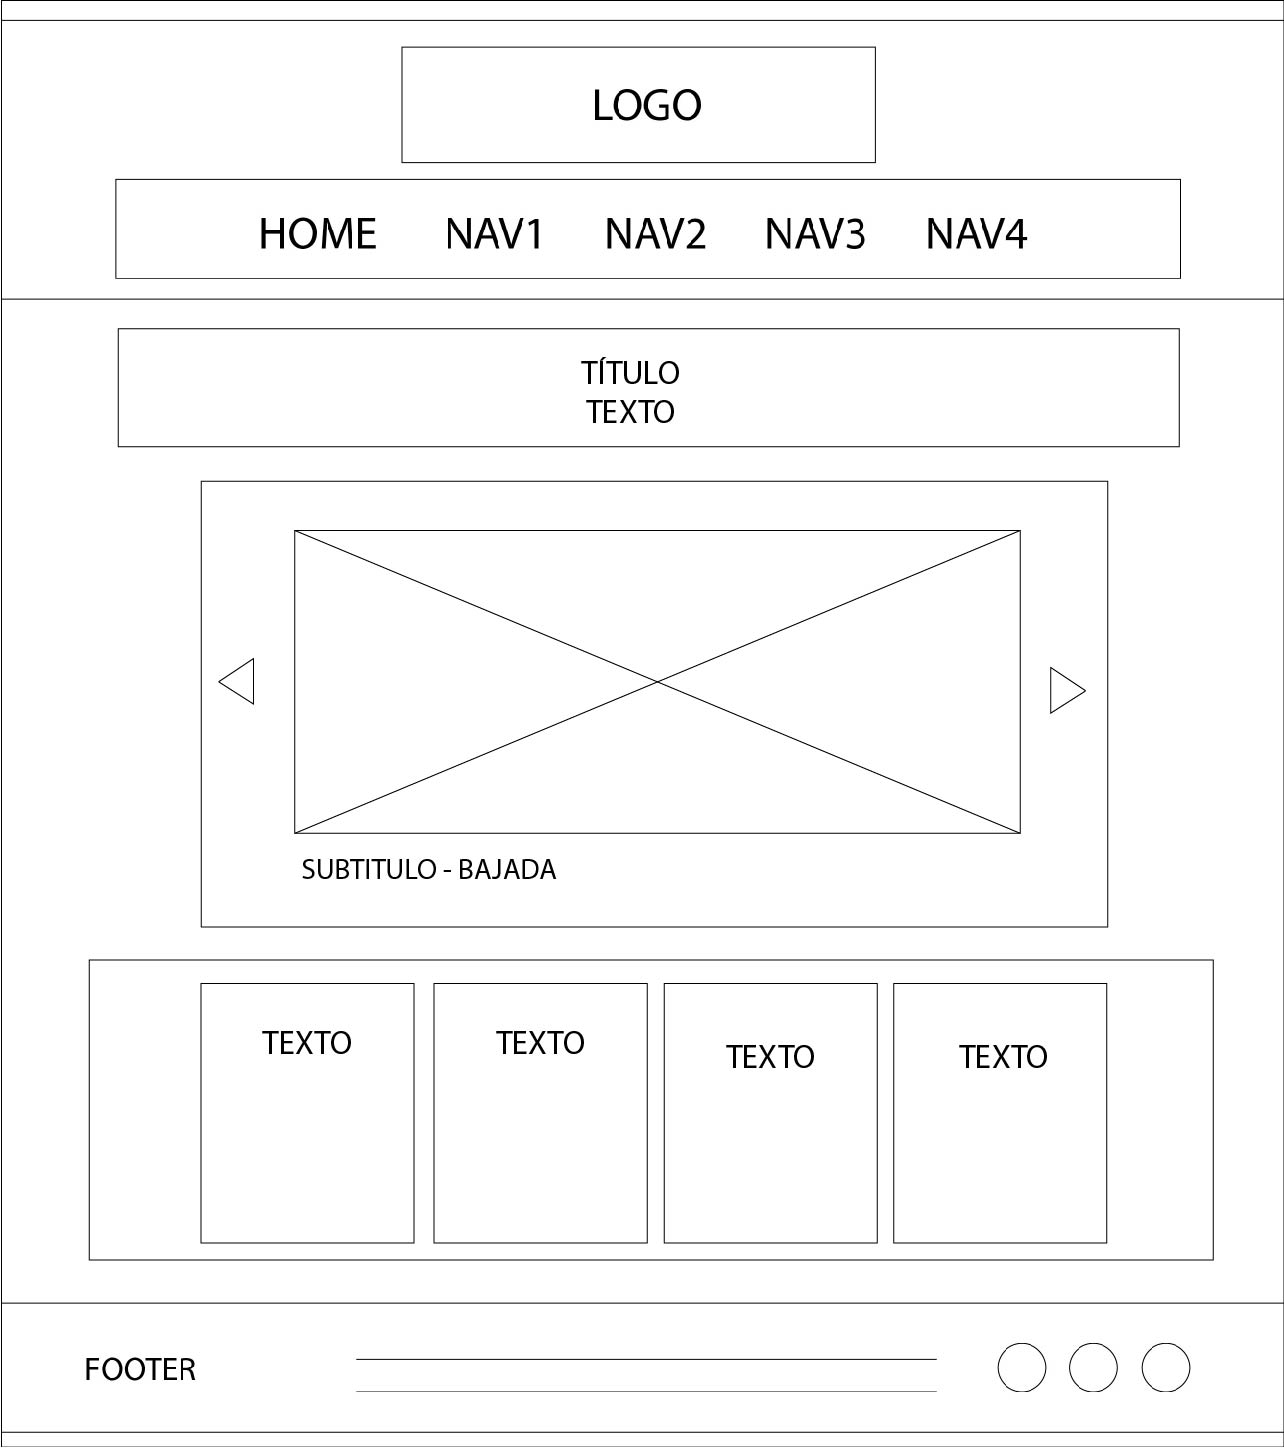 LOGO
HOME NAV1 NAV2 NAV3 NAV4
TÍTULO
TEXTO
SUBTITULO - BAJADA
TEXTO TEXTO TEXTO TEXTO
FOOTER